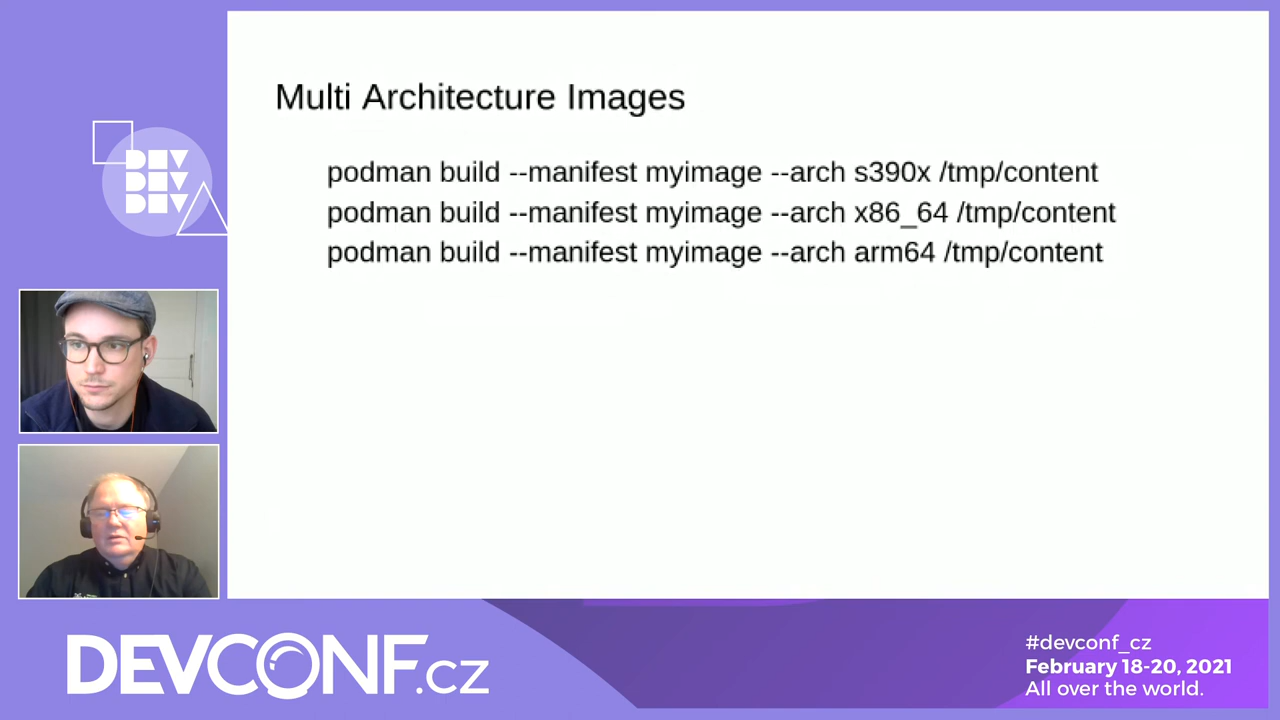 Multi Architecture Images
podman build --manifest myimage --arch s390x /tmp/content
podman build --manifest myimage --arch x86_64 /tmp/content
podman build --manifest myimage --arch arm64 /tmp/content
DEV
DEV
DEV
DEVCONF.cz
#devconf_cz
February 18-20, 2021
All over the world.